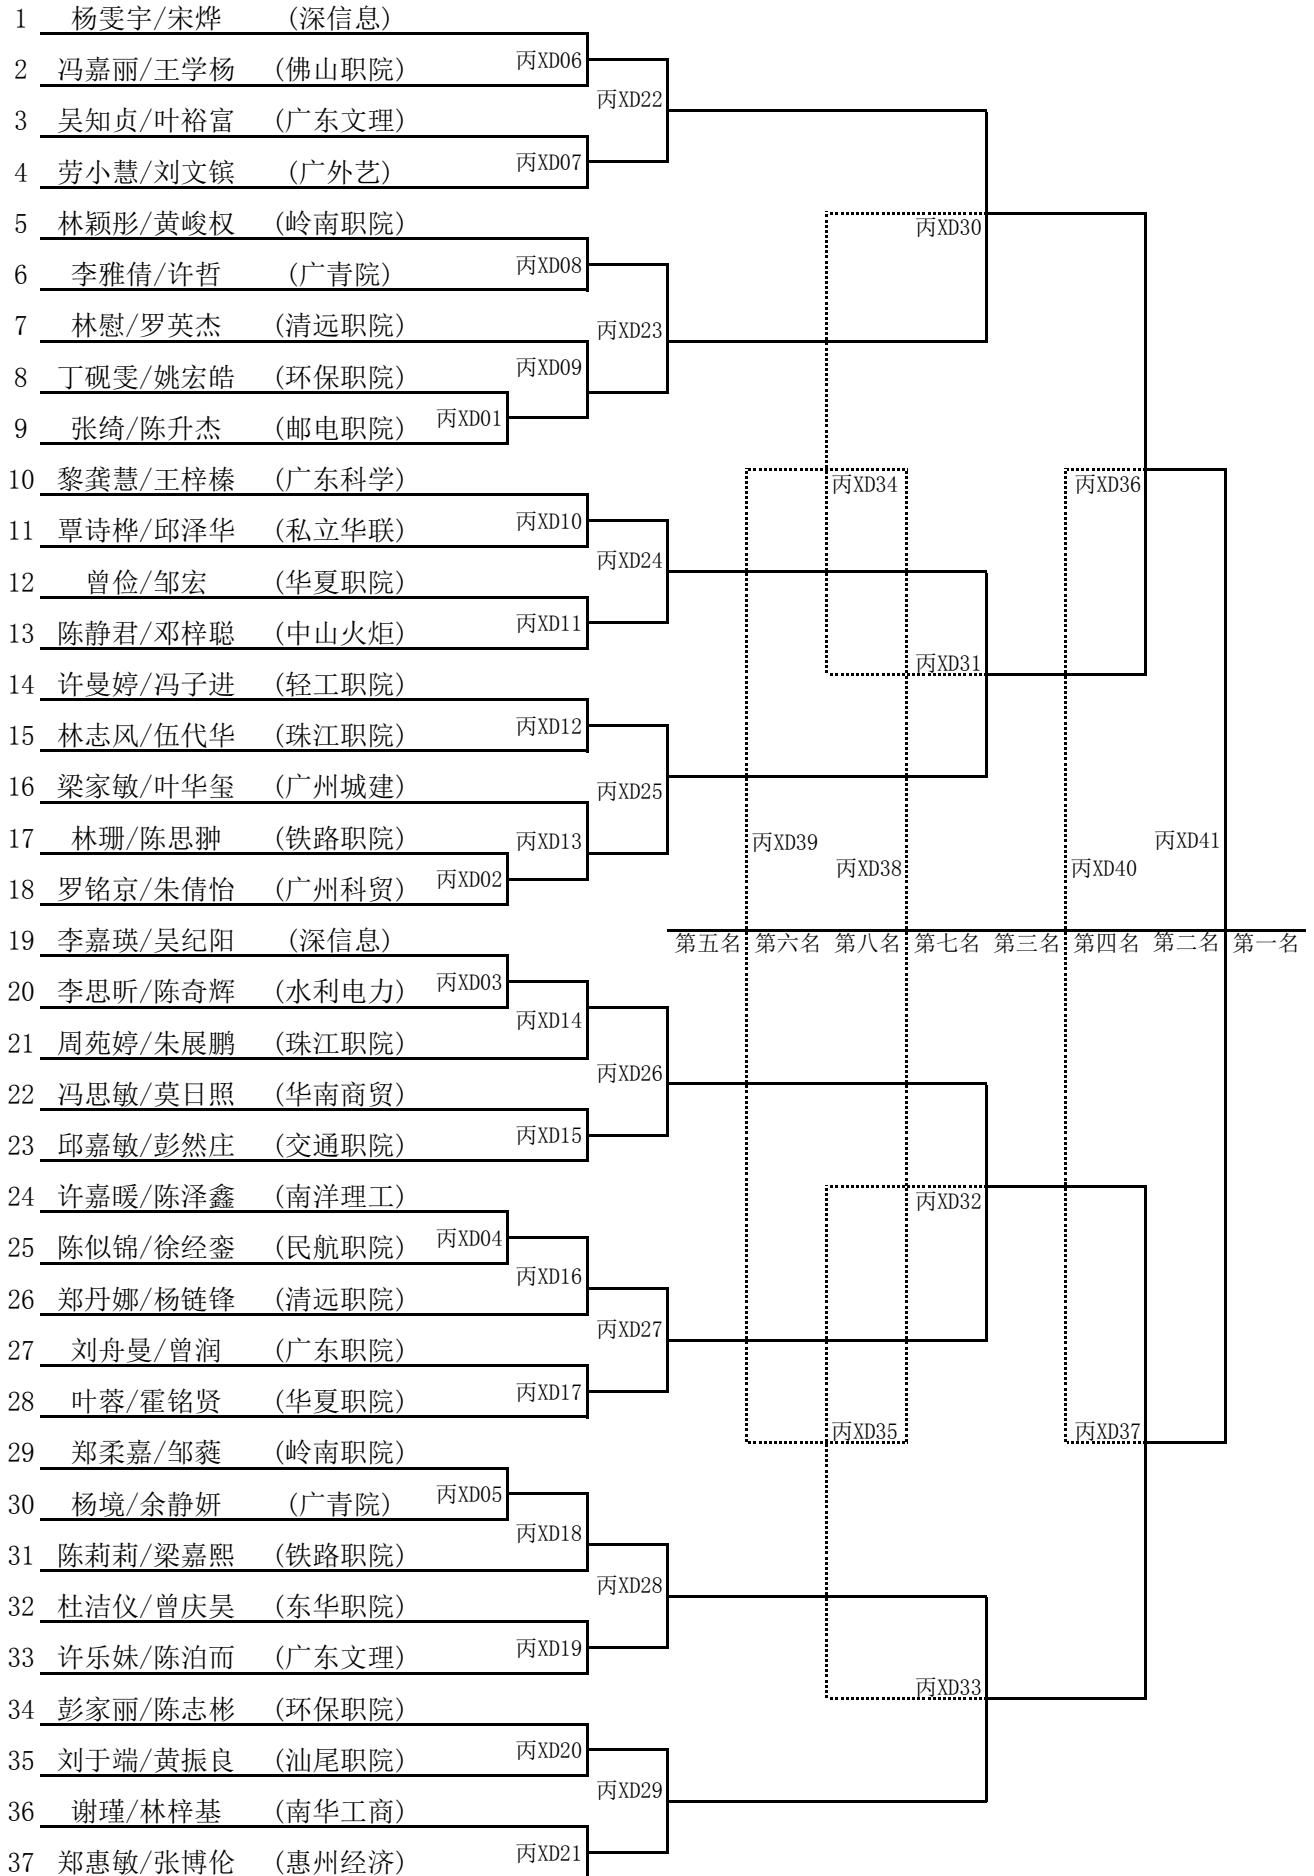 1 杨雯宇/宋烨 (深信息)
丙XD06
2 冯嘉丽/王学杨 (佛山职院)
丙XD22
3 吴知贞/叶裕富 (广东文理)
丙XD07
4 劳小慧/刘文镔 (广外艺)
5 林颖彤/黄峻权 (岭南职院)
丙XD30
6 李雅倩/许哲 (广青院)
丙XD08
7 林慰/罗英杰 (清远职院)
丙XD23
丙XD09
8 丁砚雯/姚宏皓 (环保职院)
9 张绮/陈升杰 (邮电职院)
丙XD01
10 黎龚慧/王梓榛 (广东科学)
丙XD34
丙XD36
11 覃诗桦/邱泽华 (私立华联)
丙XD10
丙XD24
12 曾俭/邹宏 (华夏职院)
13 陈静君/邓梓聪 (中山火炬)
丙XD11
丙XD31
14 许曼婷/冯子进 (轻工职院)
丙XD12
15 林志风/伍代华 (珠江职院)
16 梁家敏/叶华玺 (广州城建)
丙XD25
17 林珊/陈思翀 (铁路职院)
丙XD13
丙XD39
丙XD41
丙XD38
丙XD40
18 罗铭京/朱倩怡 (广州科贸)
丙XD02
19 李嘉瑛/吴纪阳 (深信息)
第五名 第六名 第八名 第七名 第三名 第四名 第二名 第一名
20 李思昕/陈奇辉 (水利电力)
丙XD03
丙XD14
21 周苑婷/朱展鹏 (珠江职院)
丙XD26
22 冯思敏/莫日照 (华南商贸)
23 邱嘉敏/彭然庄 (交通职院)
丙XD15
24 许嘉暖/陈泽鑫 (南洋理工)
丙XD32
25 陈似锦/徐经銮 (民航职院)
丙XD04
丙XD16
26 郑丹娜/杨链锋 (清远职院)
丙XD27
27 刘舟曼/曾润 (广东职院)
28 叶蓉/霍铭贤 (华夏职院)
丙XD17
丙XD35
丙XD37
29 郑柔嘉/邹蕤 (岭南职院)
30 杨境/余静妍 (广青院)
丙XD05
丙XD18
31 陈莉莉/梁嘉熙 (铁路职院)
丙XD28
32 杜洁仪/曾庆昊 (东华职院)
33 许乐妹/陈泊而 (广东文理)
丙XD19
丙XD33
34 彭家丽/陈志彬 (环保职院)
35 刘于端/黄振良 (汕尾职院)
丙XD20
丙XD29
36 谢瑾/林梓基 (南华工商)
37 郑惠敏/张博伦 (惠州经济)
丙XD21